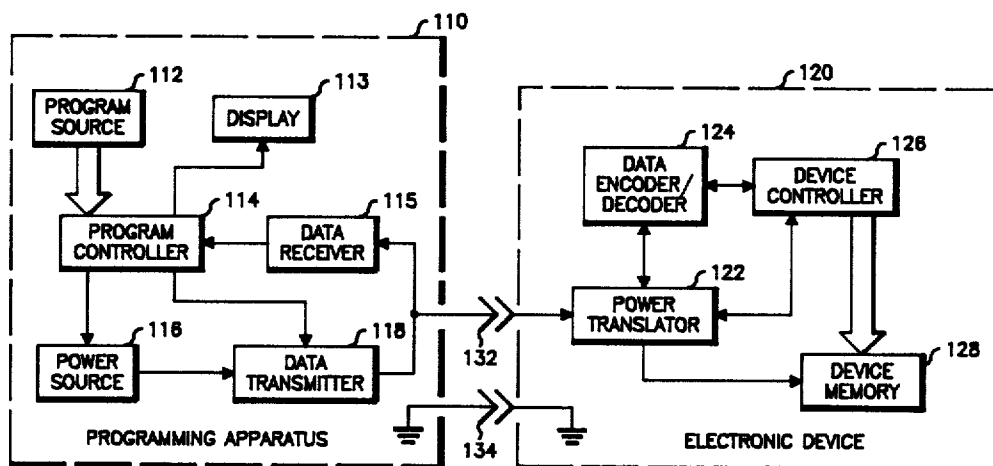 110
112
PROGRAM
SOURCE
113
DISPLAY
114
PROGRAM
CONTROLLER
115
DATA
RECEIVER
116
POWER
SOURCE
118
DATA
TRANSMITTER
PROGRAMMING APPARATUS
132
134
120
124
DATA
ENCODER/
DECODER
126
DEVICE
CONTROLLER
122
POWER
TRANSLATOR
128
DEVICE
MEMORY
ELECTRONIC DEVICE